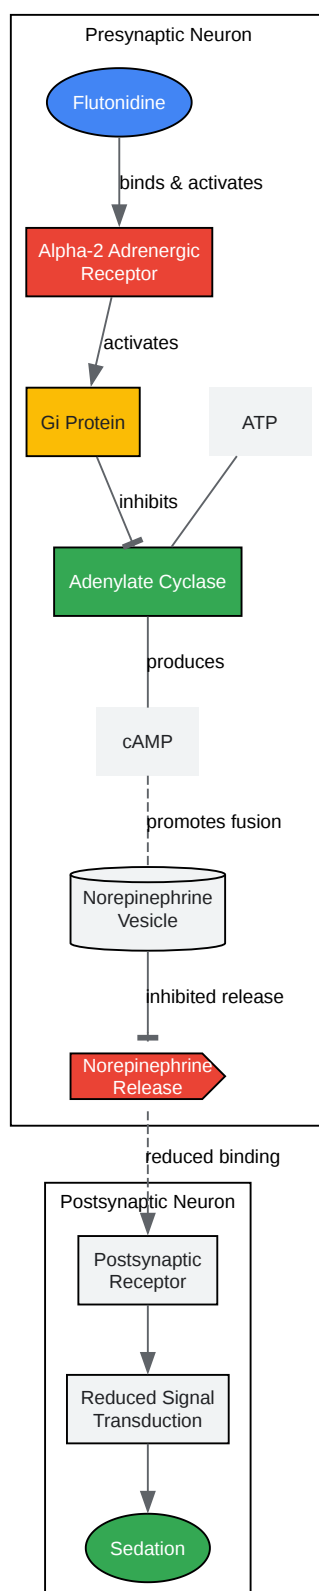 Presynaptic Neuron
Flutonidine
binds & activates
Alpha-2 Adrenergic
Receptor
activates
Gi Protein
ATP
inhibits
Adenylate Cyclase
produces
cAMP
promotes fusion
Norepinephrine
Vesicle
inhibited release
Norepinephrine
Release
reduced binding
Postsynaptic Neuron
Postsynaptic
Receptor
Reduced Signal
Transduction
Sedation